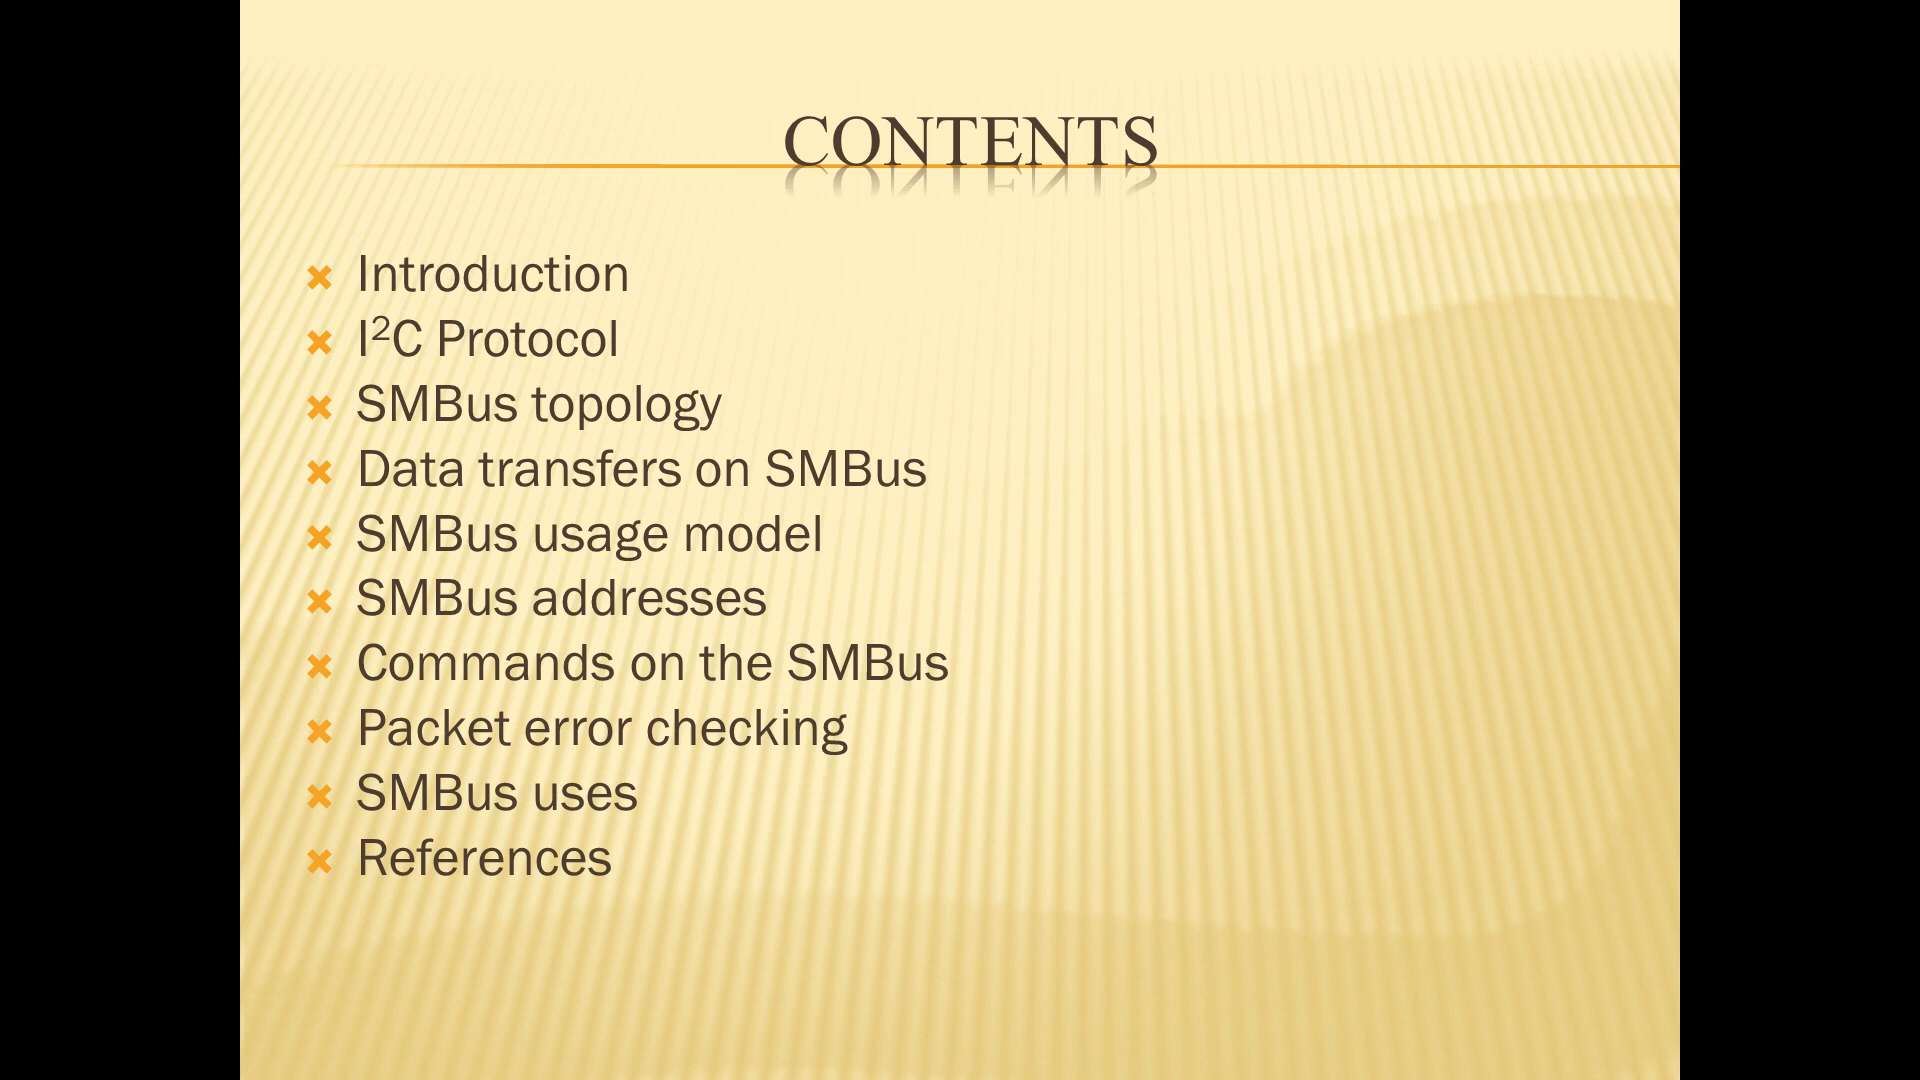 CONTENTS
Introduction
I²C Protocol
SMBus topology
Data transfers on SMBus
SMBus usage model
SMBus addresses
Commands on the SMBus
Packet error checking
SMBus uses
References